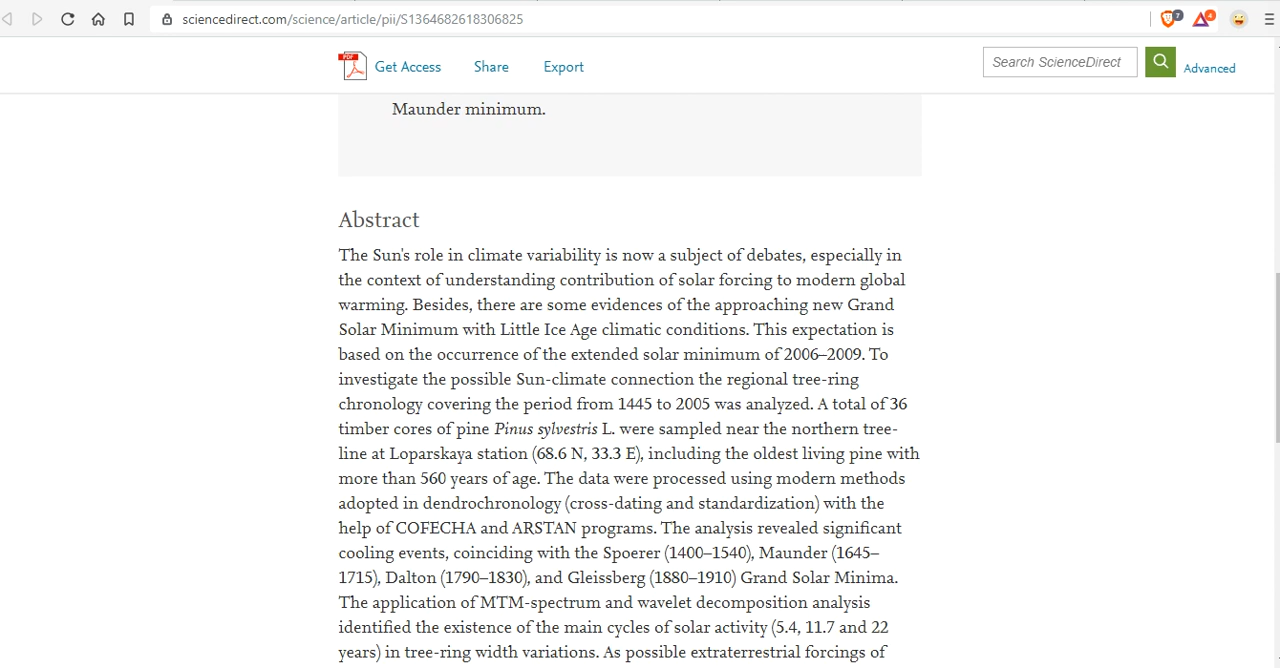 sciencedirect.com/science/article/pii/S1364682618306825
7
4
PDF
Get Access Share Export
Search ScienceDirect
Advanced
Maunder minimum.
Abstract
The Sun's role in climate variability is now a subject of debates, especially in
the context of understanding contribution of solar forcing to modern global
warming. Besides, there are some evidences of the approaching new Grand
Solar Minimum with Little Ice Age climatic conditions. This expectation is
based on the occurrence of the extended solar minimum of 2006–2009. To
investigate the possible Sun-climate connection the regional tree-ring
chronology covering the period from 1445 to 2005 was analyzed. A total of 36
timber cores of pine Pinus sylvestris L. were sampled near the northern tree-
line at Loparskaya station (68.6 N, 33.3 E), including the oldest living pine with
more than 560 years of age. The data were processed using modern methods
adopted in dendrochronology (cross-dating and standardization) with the
help of COFECHA and ARSTAN programs. The analysis revealed significant
cooling events, coinciding with the Spoerer (1400–1540), Maunder (1645–
1715), Dalton (1790–1830), and Gleissberg (1880–1910) Grand Solar Minima.
The application of MTM-spectrum and wavelet decomposition analysis
identified the existence of the main cycles of solar activity (5.4, 11.7 and 22
years) in tree-ring width variations. As possible extraterrestrial forcings of